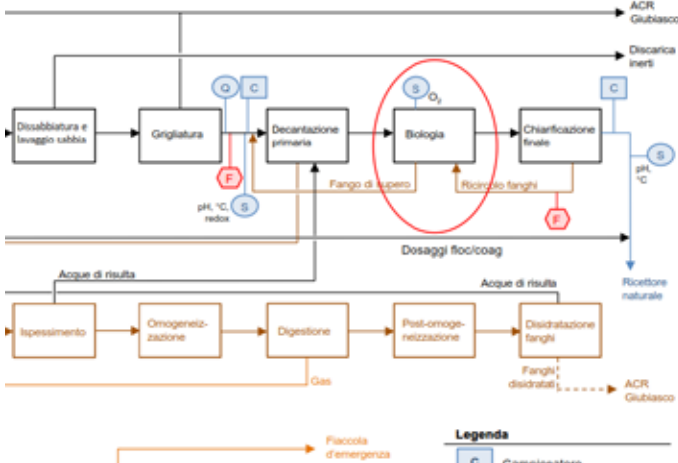 ACR
Giubiasco
Discarica
inerti
Q
C
S
O₂
C
Dissabbiatura e
lavaggio sabbia
Grigliatura
Decantazione
primaria
Biologia
Chiarificazione
finale
S
pH,
°C
F
Fango di supero
Ricircolo fanghi
pH, °C,
redox
S
F
Dosaggi floc/coag
Acque di risulta
Acque di risulta
Ricettore
naturale
Ispessimento
Omogeneiz-
zazione
Digestione
Post-omoge-
neizzazione
Disidratazione
fanghi
Gas
Fanghi
disidratati
ACR
Giubiasco
Fiaccola
d'emergenza
Legenda
C